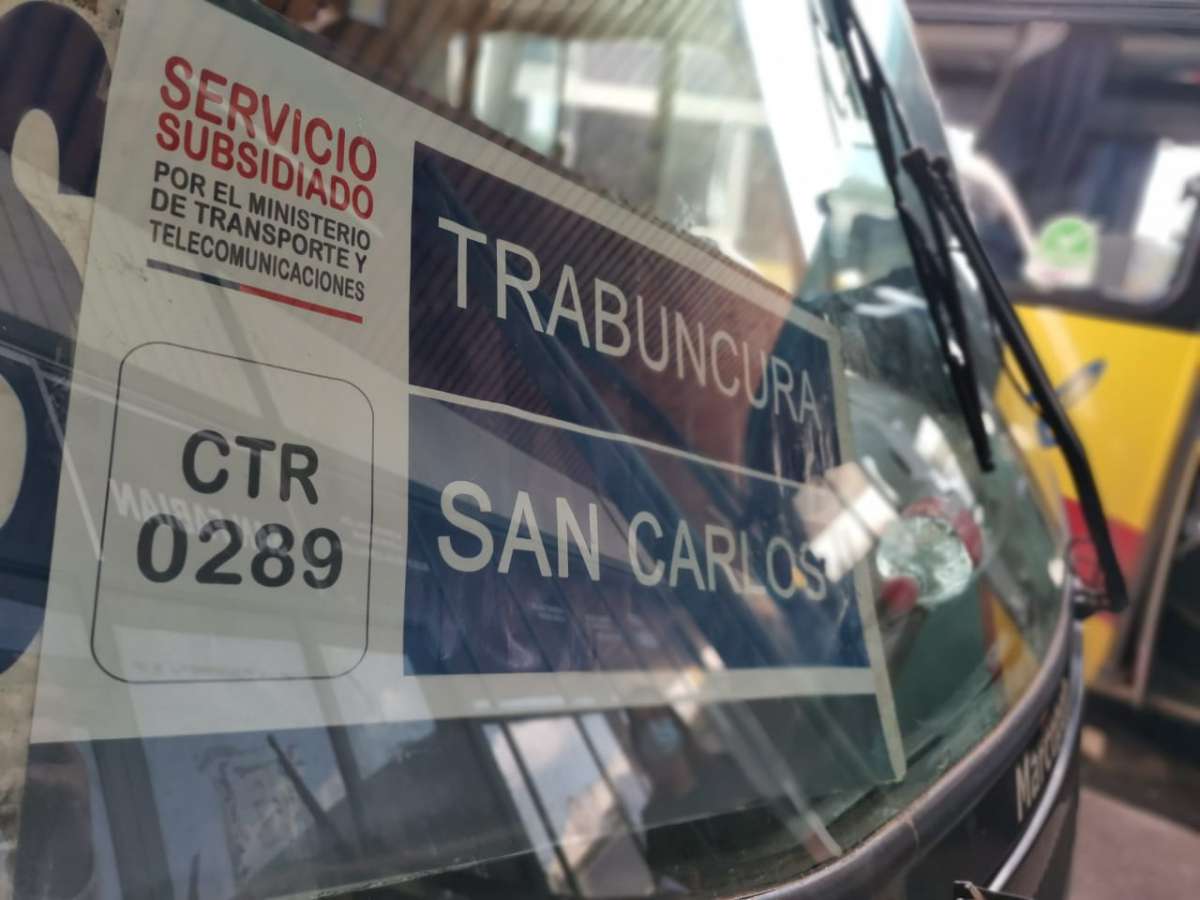 SERVICIO
SUBSIDIADO
POR EL MINISTERIO
DE TRANSPORTE Y
TELECOMUNICACIONES
CTR
0289
TRABUNCURA
SAN CARLOS